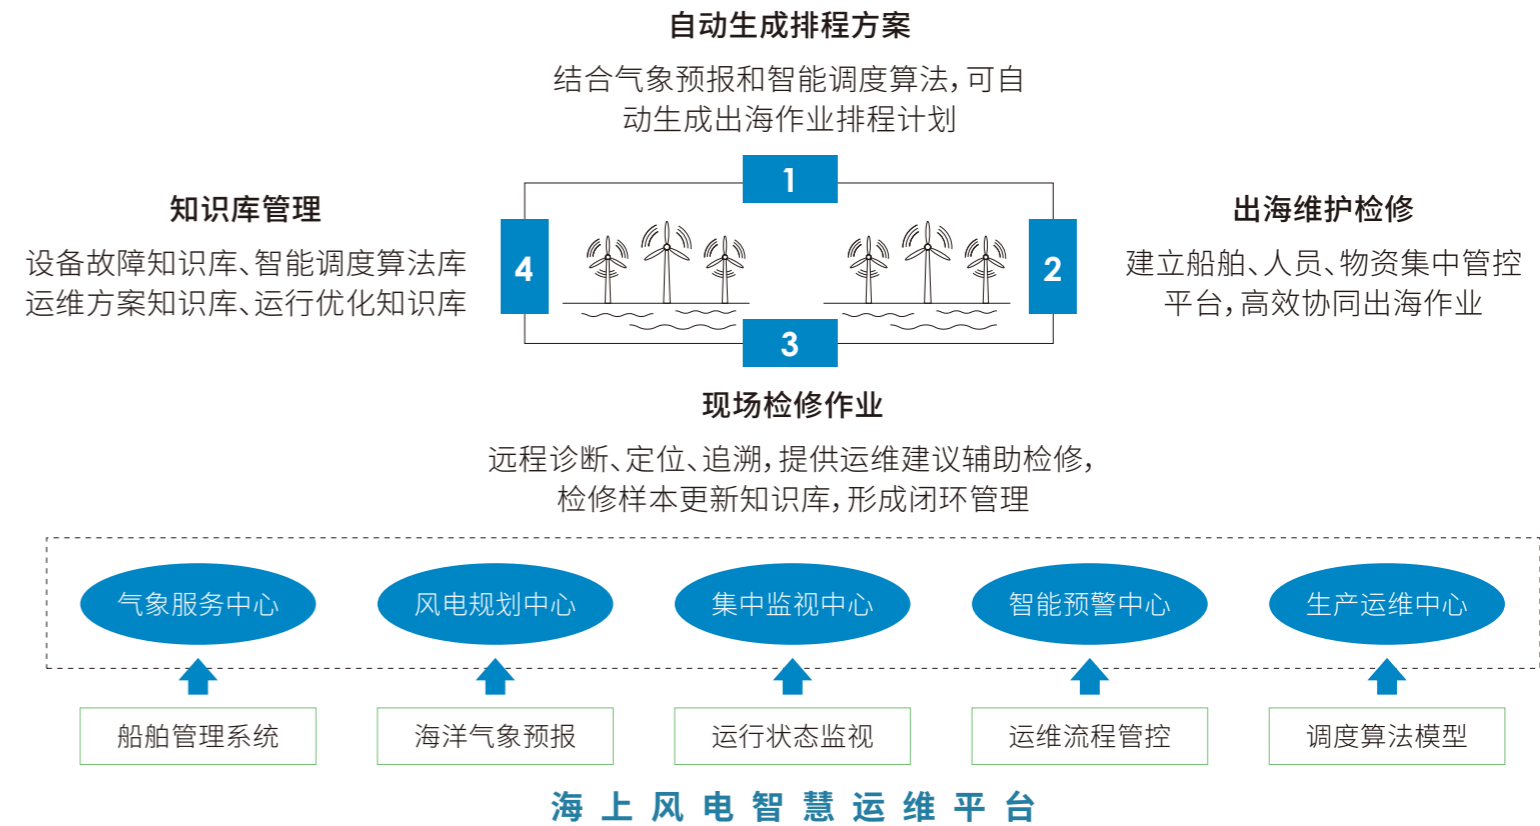 自动生成排程方案
结合气象预报和智能调度算法，可自
动生成出海作业排程计划
1
知识库管理
设备故障知识库、智能调度算法库
运维方案知识库、运行优化知识库
4
2
出海维护检修
建立船舶、人员、物资集中管控
平台，高效协同出海作业
3
现场检修作业
远程诊断、定位、追溯，提供运维建议辅助检修，
检修样本更新知识库，形成闭环管理
气象服务中心
风电规划中心
集中监视中心
智能预警中心
生产运维中心
船舶管理系统
海洋气象预报
运行状态监视
运维流程管控
调度算法模型
海上风电智慧运维平台